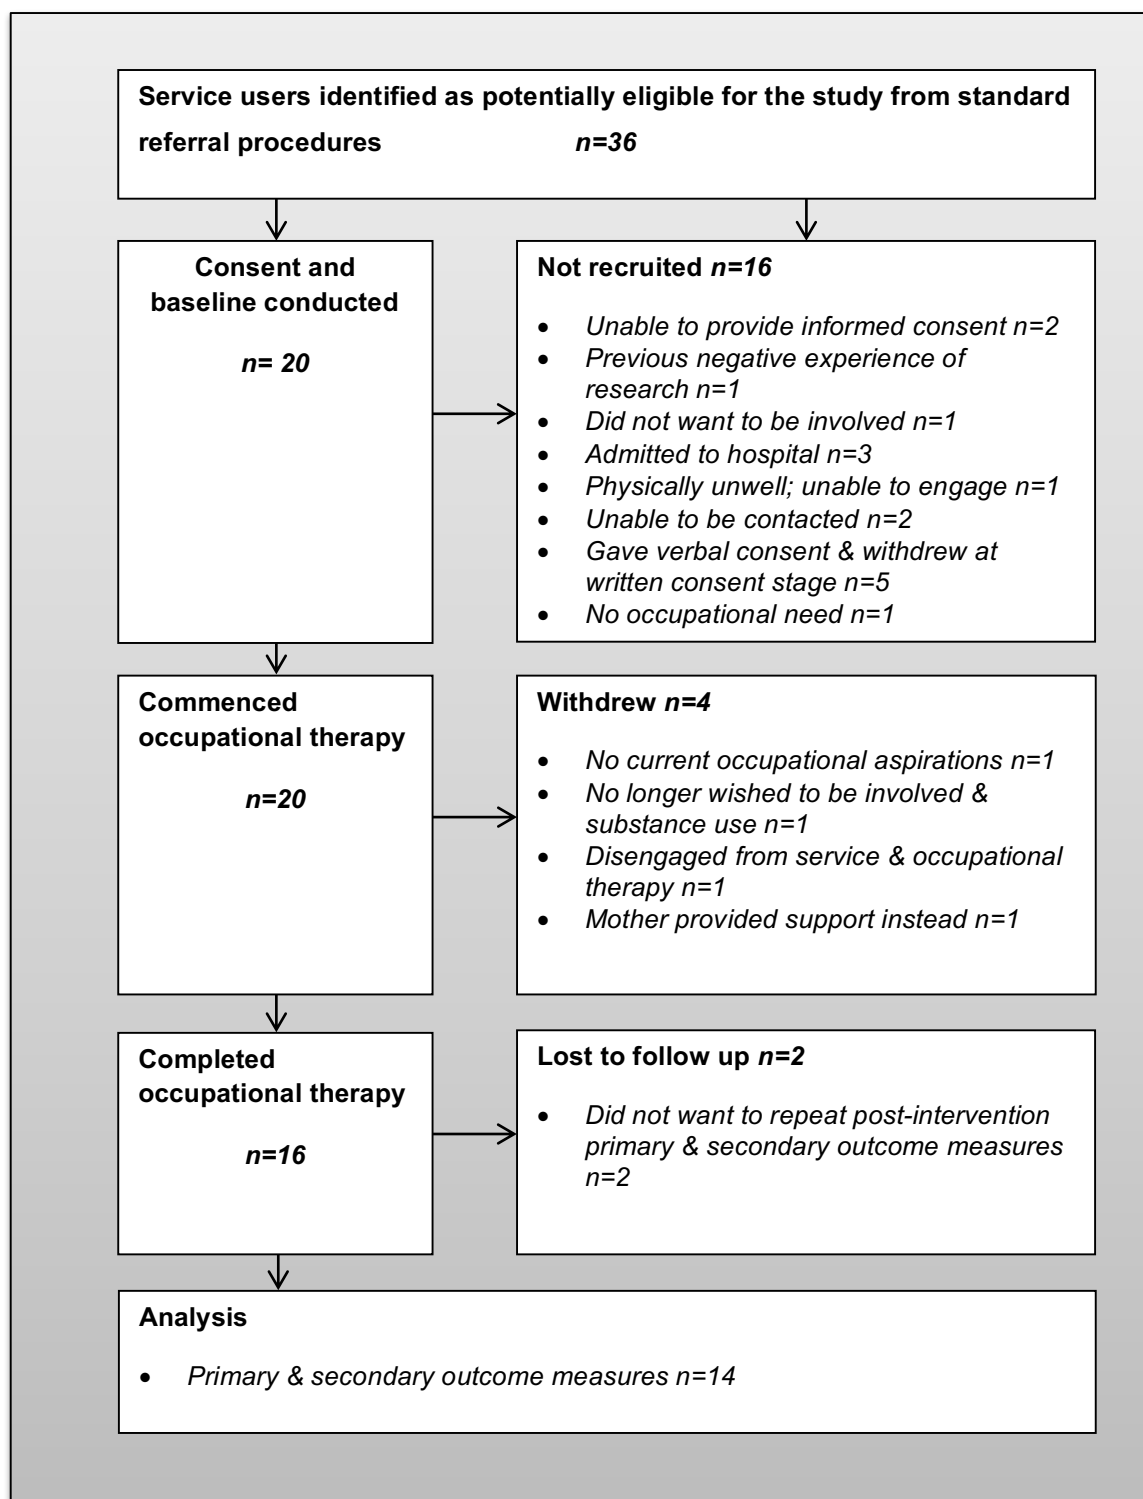 Service users identified as potentially eligible for the study from standard
referral procedures n=36
Consent and
baseline conducted
n= 20
Not recruited n=16
• Unable to provide informed consent n=2
• Previous negative experience of
research n=1
• Did not want to be involved n=1
• Admitted to hospital n=3
• Physically unwell; unable to engage n=1
• Unable to be contacted n=2
• Gave verbal consent & withdrew at
written consent stage n=5
• No occupational need n=1
Commenced
occupational therapy
n=20
Withdrew n=4
• No current occupational aspirations n=1
• No longer wished to be involved &
substance use n=1
• Disengaged from service & occupational
therapy n=1
• Mother provided support instead n=1
Completed
occupational therapy
n=16
Lost to follow up n=2
• Did not want to repeat post-intervention
primary & secondary outcome measures
n=2
Analysis
• Primary & secondary outcome measures n=14